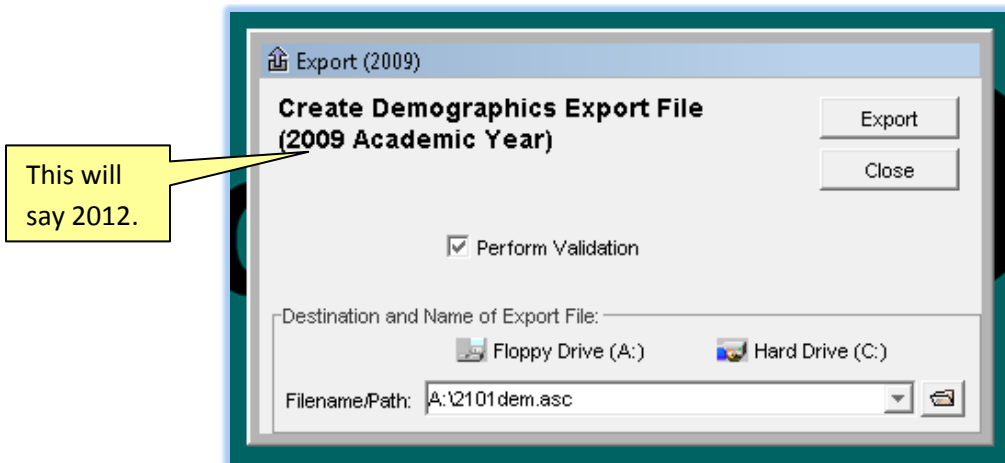 Export (2009)
Create Demographics Export File
(2009 Academic Year)
Export
Close
This will
say 2012.
Perform Validation
Destination and Name of Export File:
Floppy Drive (A:)
Hard Drive (C:)
Filename/Path: A:\2101dem.asc